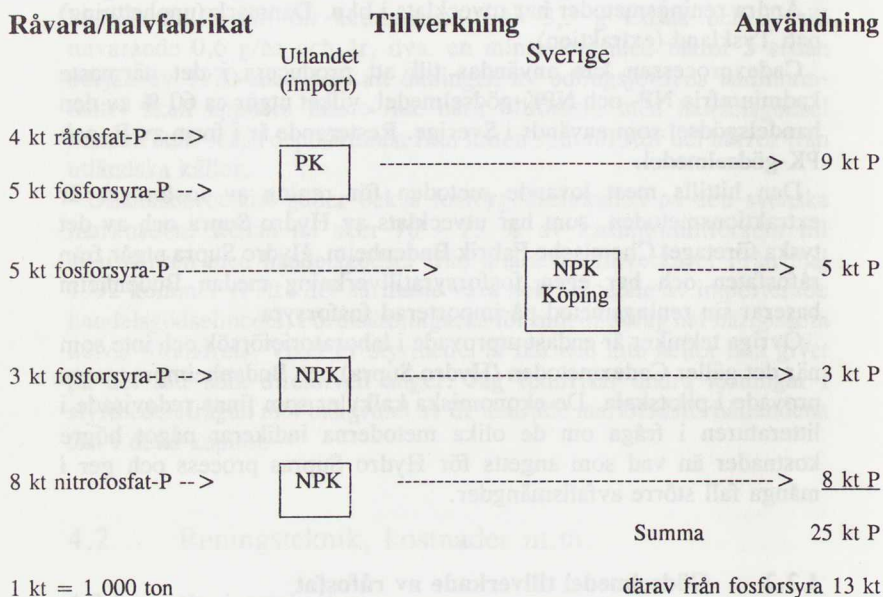 Råvara/halvfabrikat Tillverkning Användning
Utlandet Sverige
(import)
4 kt råfosfat-P -->
PK ------------------------------------> 9 kt P
5 kt fosforsyra-P -->
5 kt fosforsyra-P ------------------------> NPK ------------> 5 kt P
Köping
3 kt fosforsyra-P --> NPK ------------------------------------> 3 kt P
8 kt nitrofosfat-P --> NPK ------------------------------------> 8 kt P
Summa 25 kt P
1 kt = 1 000 ton därav från fosforsyra 13 kt